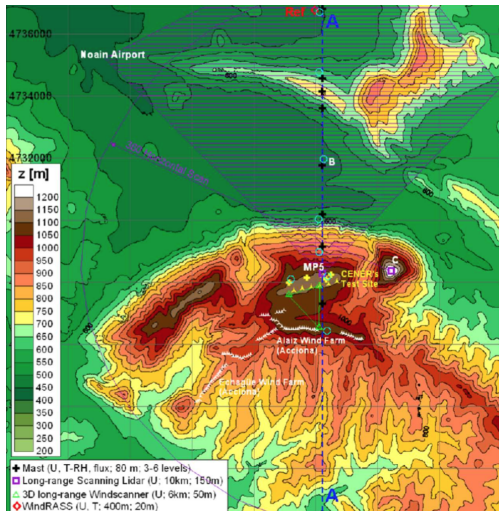 4736000
Ref
A
Noain Airport
600
4734000
4732000
B
z [m]
1200
1150
1100
1050
1000
950
900
850
800
750
700
650
600
550
500
450
400
350
300
250
200
C
MP5
CENER's
Test Site
Alaiz Wind Farm
(Acciona)
Echague Wind Farm
(Acciona)
Mast (U, T-RH, flux; 80 m; 3-6 levels)
Long-range Scanning Lidar (U; 10km; 150m)
3D long-range Windscanner (U; 6km; 50m)
WindRASS (U, T; 400m; 20m)
A